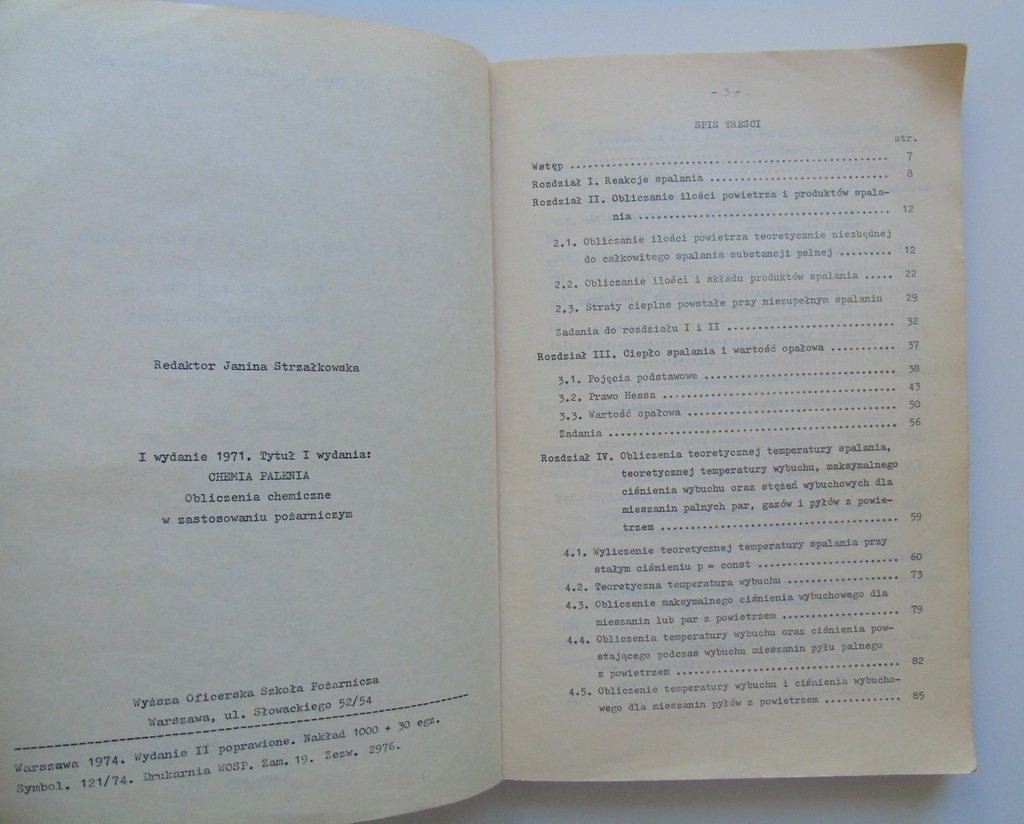 Redaktor Janina Strzałkowska
I wydanie 1971. Tytuł I wydania:
CHEMIA PALENIA
Obliczenia chemiczne
w zastosowaniu pożarniczym
Wyższa Oficerska Szkoła Pożarnicza
Warszawa, ul. Słowackiego 52/54
Warszawa 1974. Wydanie II poprawione. Nakład 1000 + 30 egz.
Symbol. 121/74. Drukarnia WOSP. Zam. 19. Zezw. 2976.
- 3 -
SPIS TREŚCI
str.
Wstęp ........ 7
Rozdział I. Reakcje spalania ........ 8
Rozdział II. Obliczanie ilości powietrza i produktów spala-
nia ........ 12
2.1. Obliczanie ilości powietrza teoretycznie niezbędnej
do całkowitego spalania substancji palnej ........ 12
2.2. Obliczanie ilości i składu produktów spalania ..... 22
2.3. Straty cieplne powstałe przy niezupełnym spalaniu 29
Zadania do rozdziału I i II ........ 32
Rozdział III. Ciepło spalania i wartość opałowa ........ 37
3.1. Pojęcia podstawowe ........ 38
3.2. Prawo Hessa ........ 43
3.3. Wartość opałowa ........ 50
Zadania ........ 56
Rozdział IV. Obliczenia teoretycznej temperatury spalania,
teoretycznej temperatury wybuchu, maksymalnego
ciśnienia wybuchu oraz stężeń wybuchowych dla
mieszanin palnych par, gazów i pyłów z powie-
trzem ........ 59
4.1. Wyliczenie teoretycznej temperatury spalania przy
stałym ciśnieniu p = const ........ 60
4.2. Teoretyczna temperatura wybuchu ........ 73
4.3. Obliczenie maksymalnego ciśnienia wybuchowego dla
mieszanin lub par z powietrzem ........ 79
4.4. Obliczenia temperatury wybuchu oraz ciśnienia pow-
stającego podczas wybuchu mieszanin pyłu palnego
z powietrzem ........ 82
4.5. Obliczenie temperatury wybuchu i ciśnienia wybucho-
wego dla mieszanin pyłów z powietrzem ........ 85